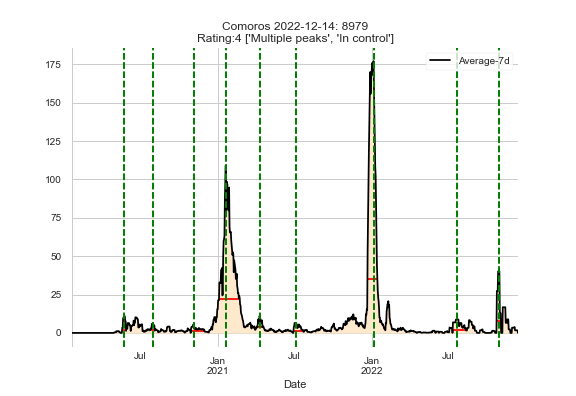 Comoros 2022-12-14: 8979
Rating:4 ['Multiple peaks', 'In control']
Average-7d
175
150
125
100
75
50
25
0
Jul
Jan
2021
Jul
Jan
2022
Jul
Date